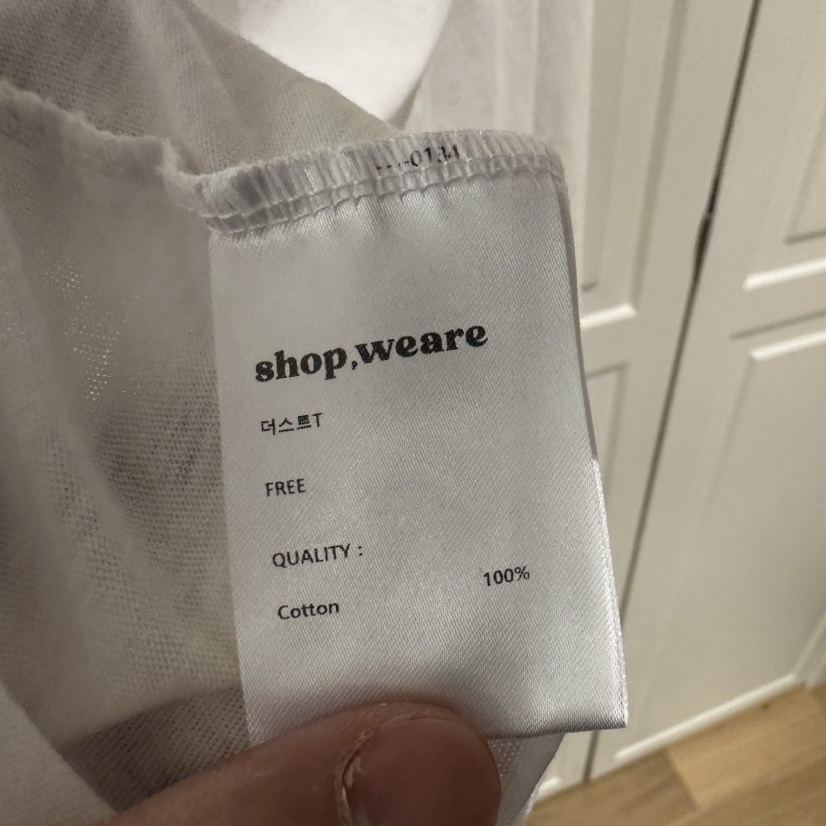 shop,weare
더스트T
FREE
QUALITY :
Cotton 100%